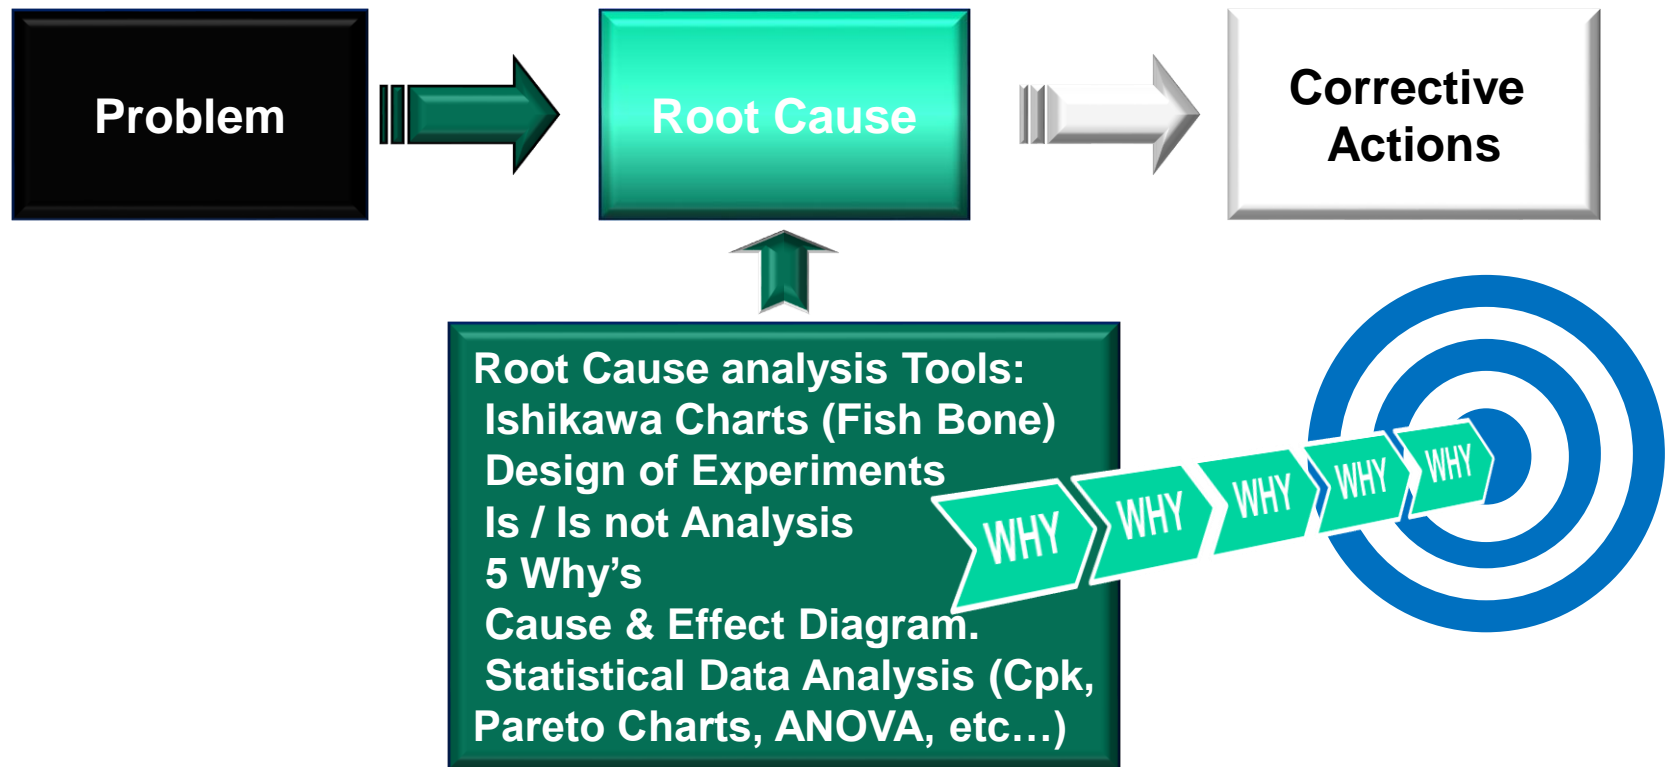 Problem
Root Cause
Corrective
Actions
Root Cause analysis Tools:
Ishikawa Charts (Fish Bone)
Design of Experiments
Is / Is not Analysis
5 Why’s
Cause & Effect Diagram.
Statistical Data Analysis (Cpk,
Pareto Charts, ANOVA, etc…)
WHY WHY WHY WHY WHY